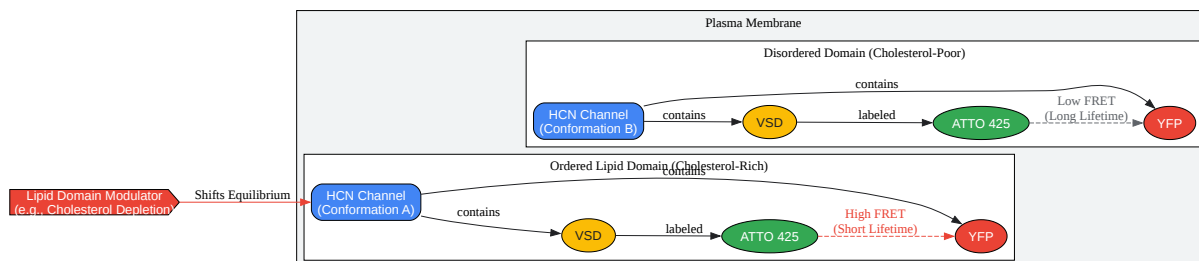 Plasma Membrane
Disordered Domain (Cholesterol-Poor)
contains
HCN Channel
(Conformation B)
contains
VSD
labeled
ATTO 425
Low FRET
(Long Lifetime)
YFP
Ordered Lipid Domain (Cholesterol-Rich)
contains
Lipid Domain Modulator
(e.g., Cholesterol Depletion)
Shifts Equilibrium
HCN Channel
(Conformation A)
contains
VSD
labeled
ATTO 425
High FRET
(Short Lifetime)
YFP